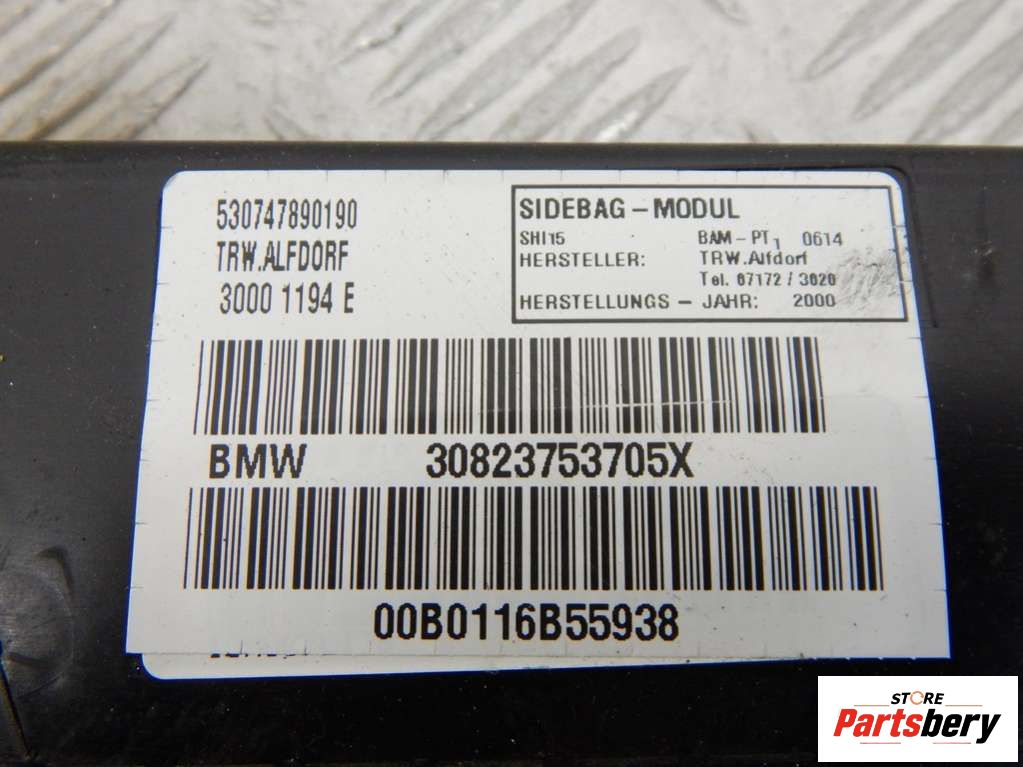 530747890190
TRW.ALFDORF
3000 1194 E
SIDEBAG-MODUL
SHI15 BAM-PT1 0614
HERSTELLER: TRW.Alfdorf
Tel. 07172 / 3020
HERSTELLUNGS - JAHR: 2000
BMW 30823753705X
00B0116B55938
STORE
Partsbery